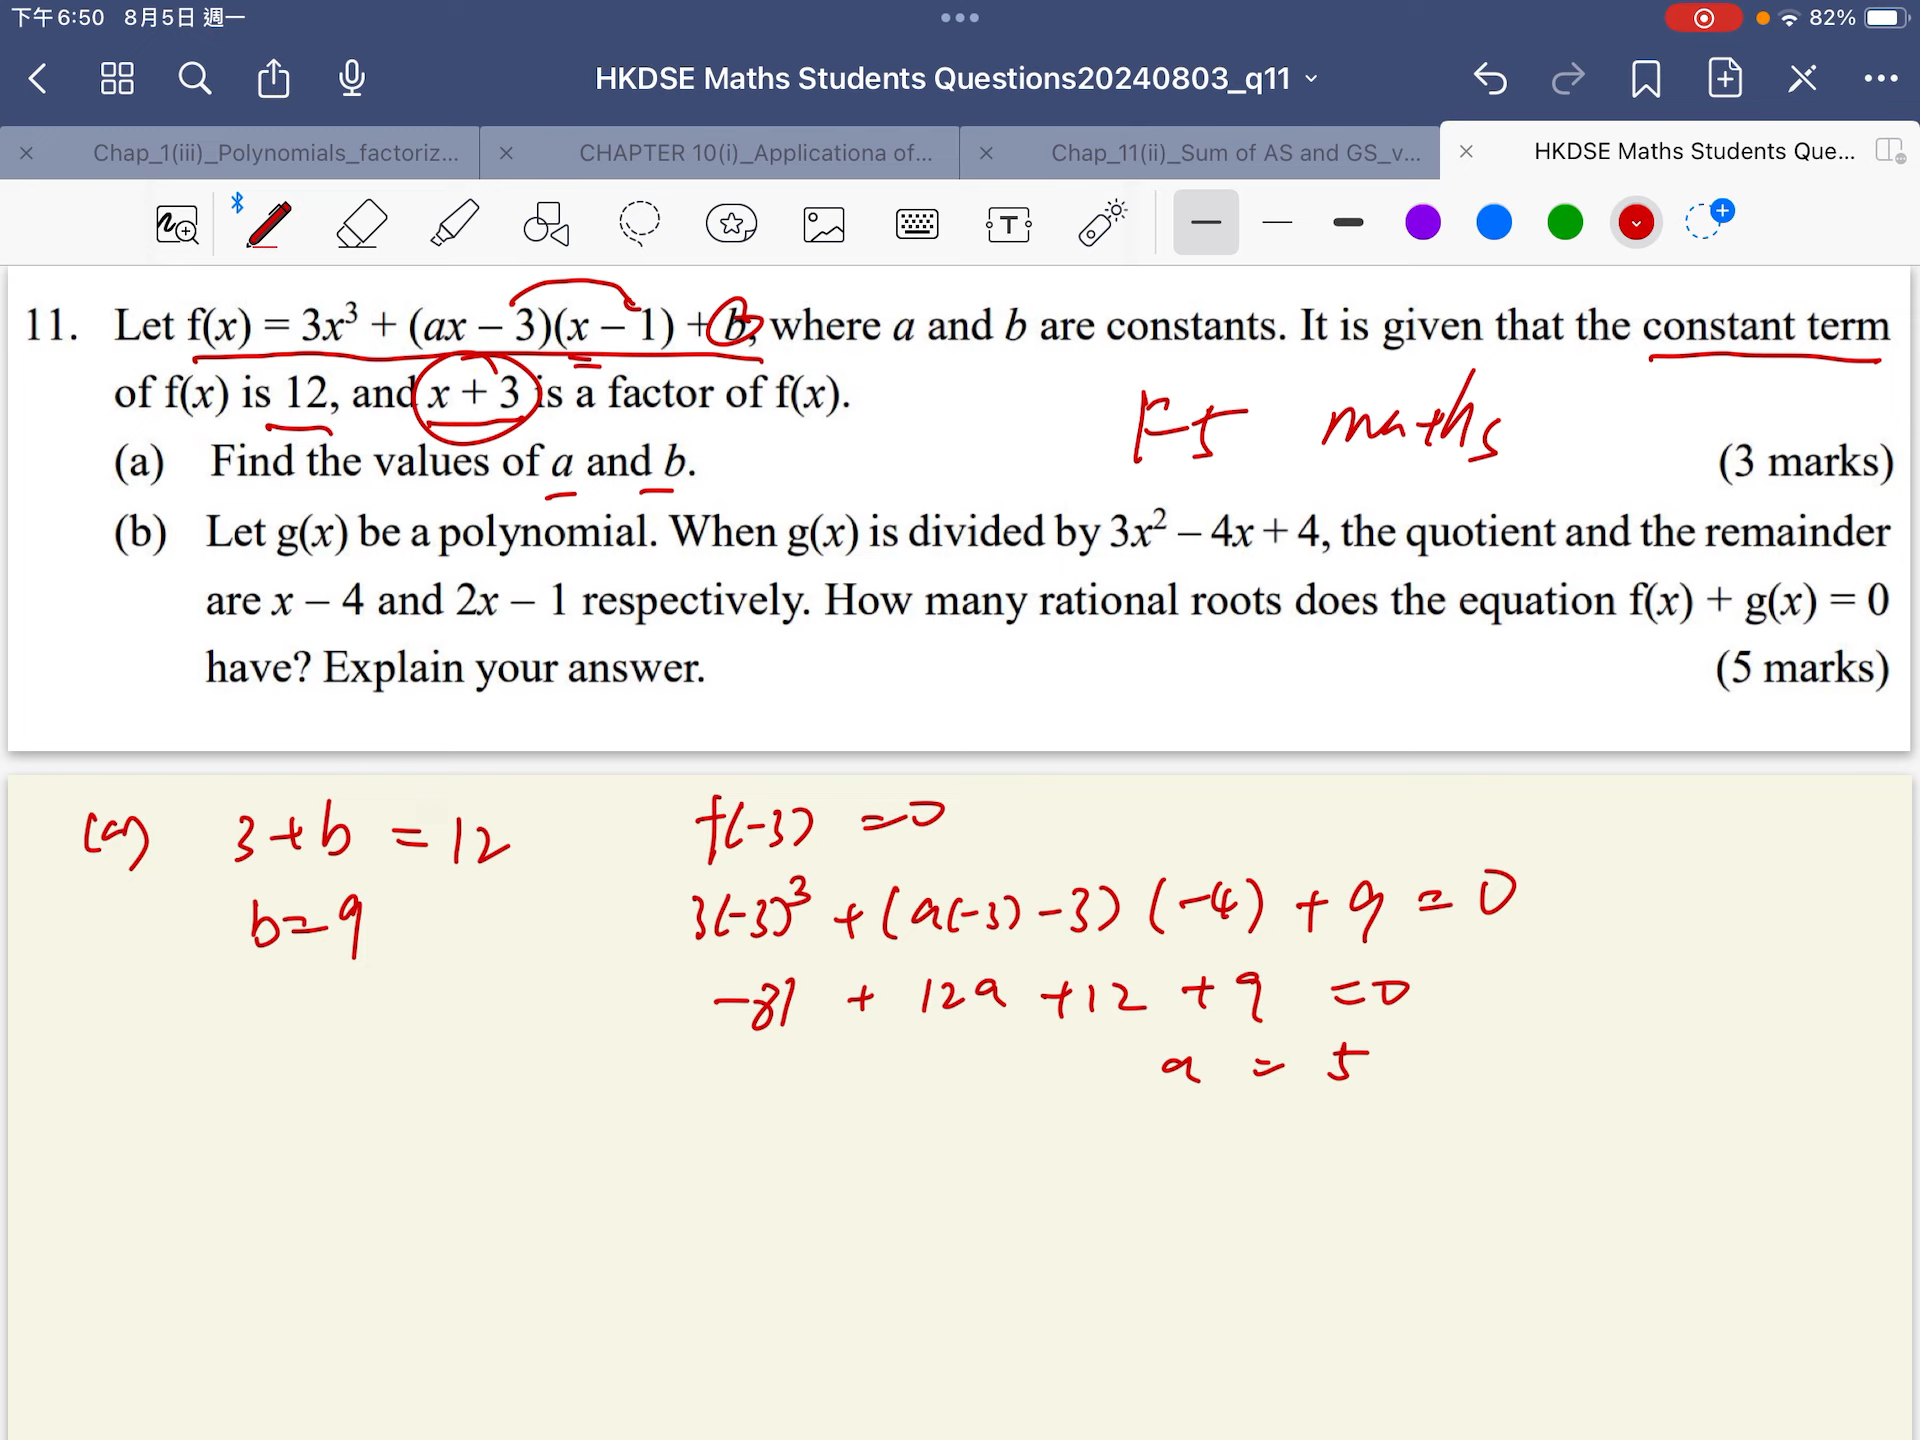 下午6:50 8月5日 週一
82%
HKDSE Maths Students Questions20240803_q11
Chap_1(iii)_Polynomials_factoriz...
CHAPTER 10(i)_Applicationa of...
Chap_11(ii)_Sum of AS and GS_v...
HKDSE Maths Students Que...
11. Let f(x) = 3x³ + (ax – 3)(x – 1) + b, where a and b are constants. It is given that the constant term
of f(x) is 12, and x + 3 is a factor of f(x).
F5 maths
(a) Find the values of a and b. (3 marks)
(b) Let g(x) be a polynomial. When g(x) is divided by 3x² – 4x + 4, the quotient and the remainder
are x – 4 and 2x – 1 respectively. How many rational roots does the equation f(x) + g(x) = 0
have? Explain your answer. (5 marks)
(a) 3+b = 12
b=9
f(-3) =0
3(-3)³ + (a(-3)-3) (-4) + 9 = 0
-81 + 12a +12 +9 =0
a = 5